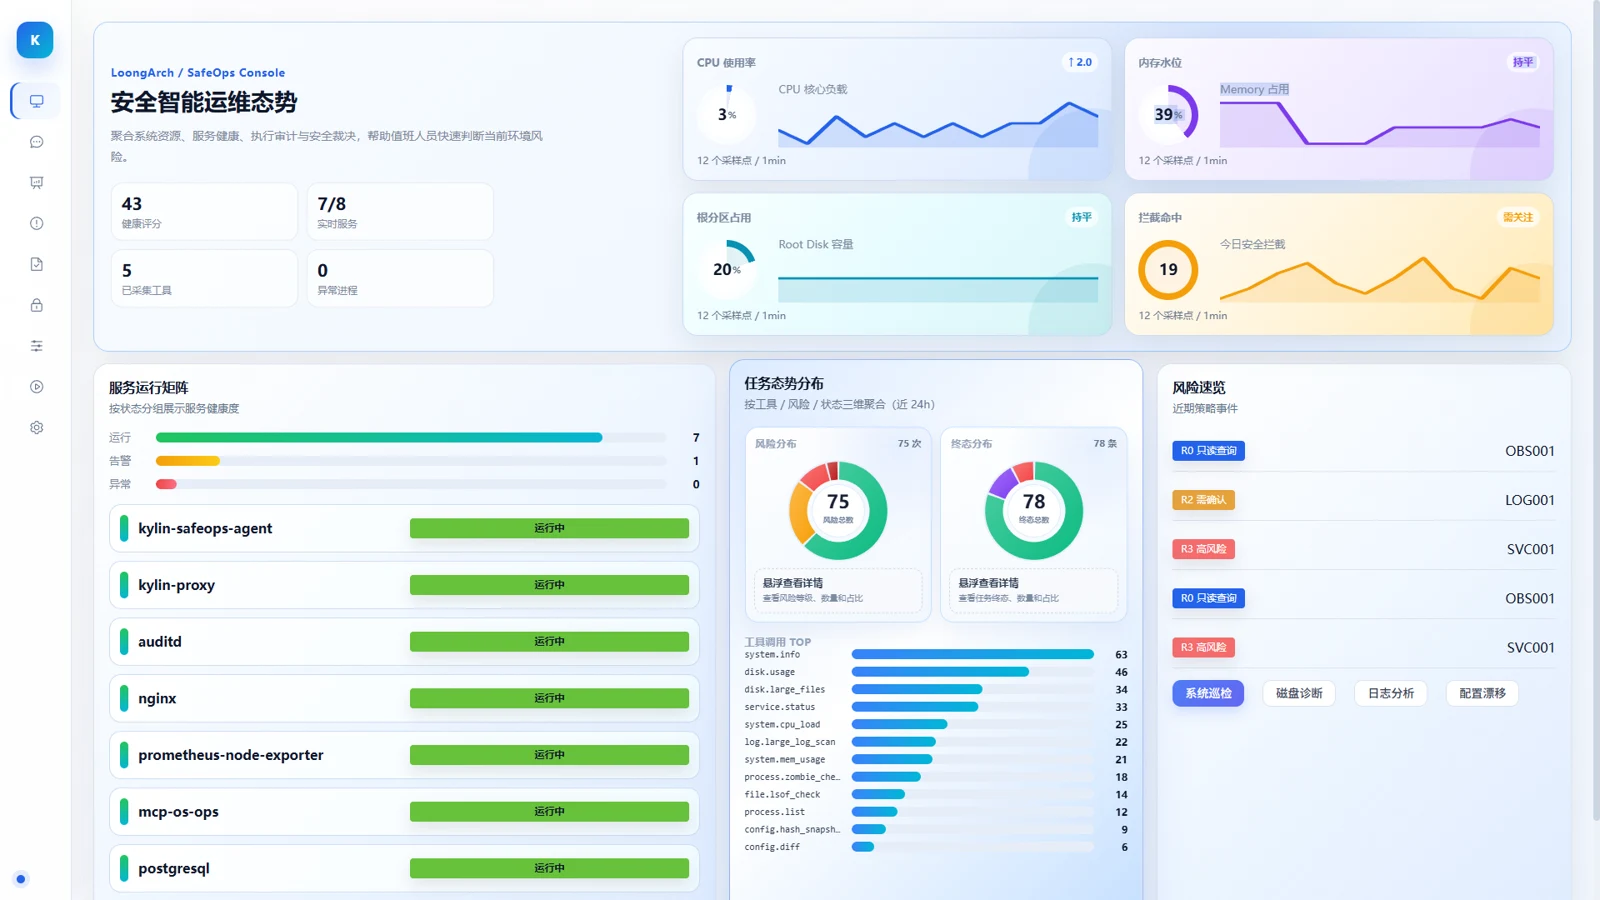 K
LoongArch / SafeOps Console
安全智能运维态势
聚合系统资源、服务健康、执行审计与安全裁决，帮助值班人员快速判断当前环境风
险。
43
健康评分
7/8
实时服务
5
已采集工具
0
异常进程
CPU 使用率
↑ 2.0
3%
CPU 核心负载
12 个采样点 / 1min
内存水位
持平
39%
Memory 占用
12 个采样点 / 1min
根分区占用
持平
20%
Root Disk 容量
12 个采样点 / 1min
拦截命中
需关注
19
今日安全拦截
12 个采样点 / 1min
服务运行矩阵
按状态分组展示服务健康度
运行 7
告警 1
异常 0
kylin-safeops-agent 运行中
kylin-proxy 运行中
auditd 运行中
nginx 运行中
prometheus-node-exporter 运行中
mcp-os-ops 运行中
postgresql 运行中
任务态势分布
按工具 / 风险 / 状态三维聚合（近 24h）
风险分布 75 次
75
风险总数
悬浮查看详情
查看风险等级、数量和占比
终态分布 78 条
78
终态总数
悬浮查看详情
查看任务终态、数量和占比
工具调用 TOP
system.info 63
disk.usage 46
disk.large_files 34
service.status 33
system.cpu_load 25
log.large_log_scan 22
system.mem_usage 21
process.zombie_che… 18
file.lsof_check 14
process.list 12
config.hash_snapsh… 9
config.diff 6
风险速览
近期策略事件
R0 只读查询 OBS001
R2 需确认 LOG001
R3 高风险 SVC001
R0 只读查询 OBS001
R3 高风险 SVC001
系统巡检 磁盘诊断 日志分析 配置漂移